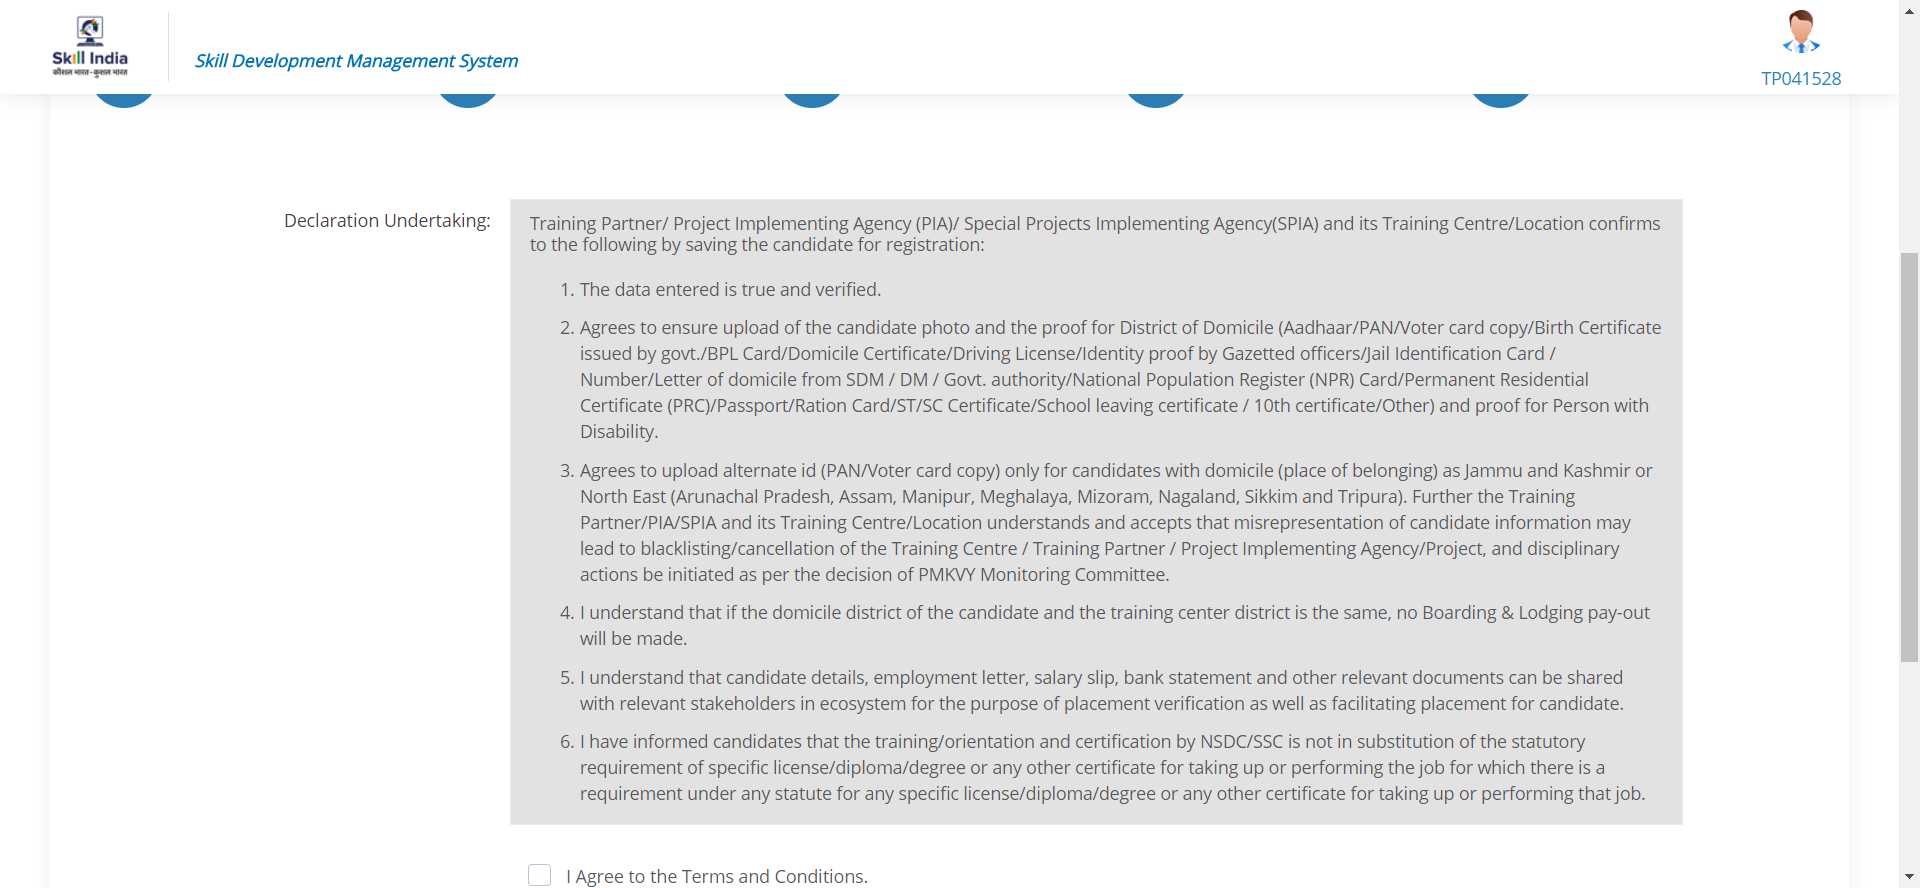 Skill India
कौशल भारत-कुशल भारत
Skill Development Management System
TP041528
Declaration Undertaking:
Training Partner/ Project Implementing Agency (PIA)/ Special Projects Implementing Agency(SPIA) and its Training Centre/Location confirms
to the following by saving the candidate for registration:
1. The data entered is true and verified.
2. Agrees to ensure upload of the candidate photo and the proof for District of Domicile (Aadhaar/PAN/Voter card copy/Birth Certificate
issued by govt./BPL Card/Domicile Certificate/Driving License/Identity proof by Gazetted officers/Jail Identification Card /
Number/Letter of domicile from SDM / DM / Govt. authority/National Population Register (NPR) Card/Permanent Residential
Certificate (PRC)/Passport/Ration Card/ST/SC Certificate/School leaving certificate / 10th certificate/Other) and proof for Person with
Disability.
3. Agrees to upload alternate id (PAN/Voter card copy) only for candidates with domicile (place of belonging) as Jammu and Kashmir or
North East (Arunachal Pradesh, Assam, Manipur, Meghalaya, Mizoram, Nagaland, Sikkim and Tripura). Further the Training
Partner/PIA/SPIA and its Training Centre/Location understands and accepts that misrepresentation of candidate information may
lead to blacklisting/cancellation of the Training Centre / Training Partner / Project Implementing Agency/Project, and disciplinary
actions be initiated as per the decision of PMKVY Monitoring Committee.
4. I understand that if the domicile district of the candidate and the training center district is the same, no Boarding & Lodging pay-out
will be made.
5. I understand that candidate details, employment letter, salary slip, bank statement and other relevant documents can be shared
with relevant stakeholders in ecosystem for the purpose of placement verification as well as facilitating placement for candidate.
6. I have informed candidates that the training/orientation and certification by NSDC/SSC is not in substitution of the statutory
requirement of specific license/diploma/degree or any other certificate for taking up or performing the job for which there is a
requirement under any statute for any specific license/diploma/degree or any other certificate for taking up or performing that job.
I Agree to the Terms and Conditions.